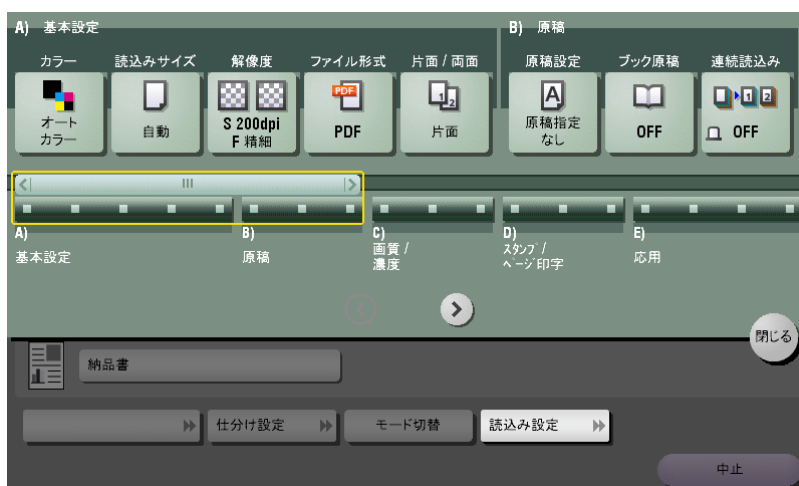 A) 基本設定
B) 原稿
カラー
読込みサイズ
解像度
ファイル形式
片面 / 両面
原稿設定
ブック原稿
連続読込み
オート
カラー
自動
S 200dpi
F 精細
PDF
PDF
1 2
片面
A
原稿指定
なし
OFF
1 2
OFF
A)
基本設定
B)
原稿
C)
画質 /
濃度
D)
スタンプ /
ページ印字
E)
応用
閉じる
納品書
仕分け設定
モード切替
読込み設定
中止